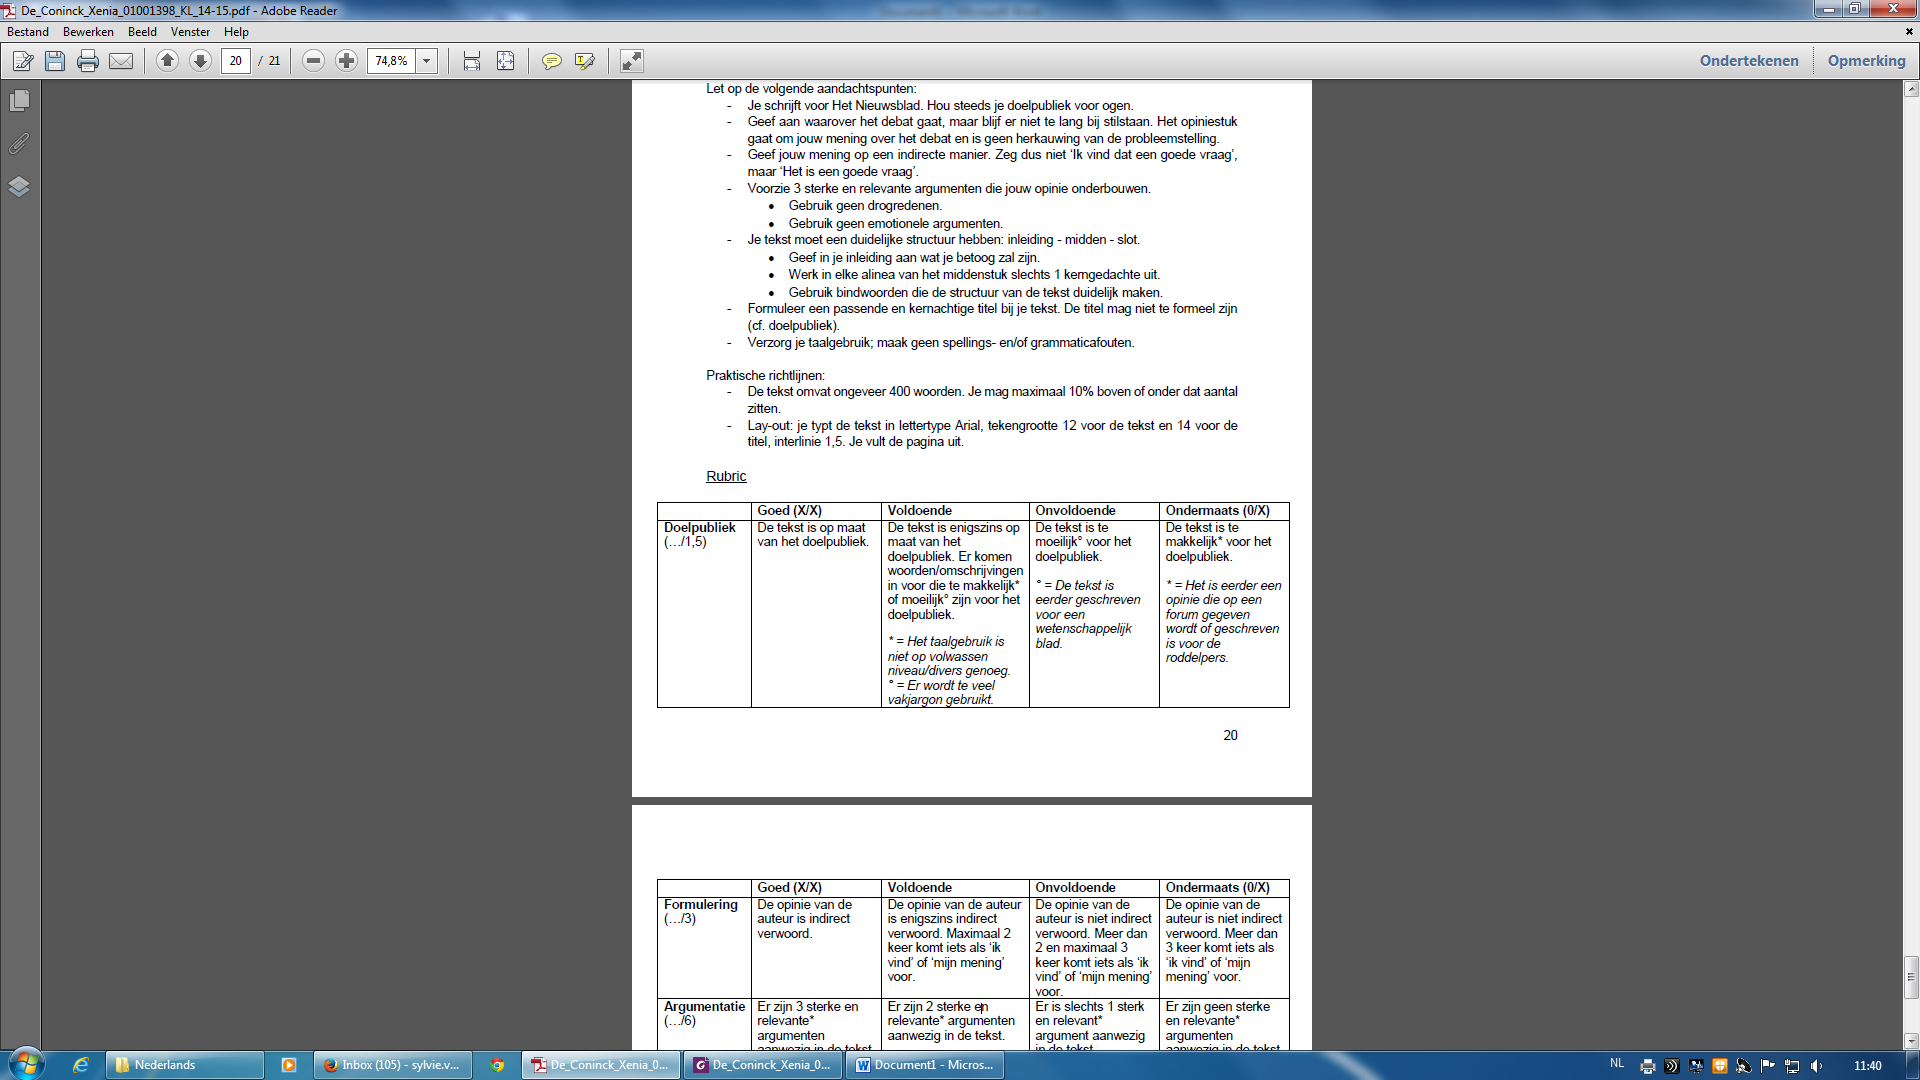 De_Coninck_Xenia_01001398_KL_14-15.pdf - Adobe Reader
Bestand Bewerken Beeld Venster Help
20 / 21 74,8% Ondertekenen Opmerking
Let op de volgende aandachtspunten:
- Je schrijft voor Het Nieuwsblad. Hou steeds je doelpubliek voor ogen.
- Geef aan waarover het debat gaat, maar blijf er niet te lang bij stilstaan. Het opiniestuk
gaat om jouw mening over het debat en is geen herkauwing van de probleemstelling.
- Geef jouw mening op een indirecte manier. Zeg dus niet ‘Ik vind dat een goede vraag’,
maar ‘Het is een goede vraag’.
- Voorzie 3 sterke en relevante argumenten die jouw opinie onderbouwen.
• Gebruik geen drogredenen.
• Gebruik geen emotionele argumenten.
- Je tekst moet een duidelijke structuur hebben: inleiding - midden - slot.
• Geef in je inleiding aan wat je betoog zal zijn.
• Werk in elke alinea van het middenstuk slechts 1 kerngedachte uit.
• Gebruik bindwoorden die de structuur van de tekst duidelijk maken.
- Formuleer een passende en kernachtige titel bij je tekst. De titel mag niet te formeel zijn
(cf. doelpubliek).
- Verzorg je taalgebruik; maak geen spellings- en/of grammaticafouten.
Praktische richtlijnen:
- De tekst omvat ongeveer 400 woorden. Je mag maximaal 10% boven of onder dat aantal
zitten.
- Lay-out: je typt de tekst in lettertype Arial, tekengrootte 12 voor de tekst en 14 voor de
titel, interlinie 1,5. Je vult de pagina uit.
Rubric
Goed (X/X) Voldoende Onvoldoende Ondermaats (0/X)
Doelpubliek
(…/1,5)
De tekst is op maat
van het doelpubliek.
De tekst is enigszins op
maat van het
doelpubliek. Er komen
woorden/omschrijvingen
in voor die te makkelijk*
of moeilijk° zijn voor het
doelpubliek.
* = Het taalgebruik is
niet op volwassen
niveau/divers genoeg.
° = Er wordt te veel
vakjargon gebruikt.
De tekst is te
moeilijk° voor het
doelpubliek.
° = De tekst is
eerder geschreven
voor een
wetenschappelijk
blad.
De tekst is te
makkelijk* voor het
doelpubliek.
* = Het is eerder een
opinie die op een
forum gegeven
wordt of geschreven
is voor de
roddelpers.
20
Goed (X/X) Voldoende Onvoldoende Ondermaats (0/X)
Formulering
(…/3)
De opinie van de
auteur is indirect
verwoord.
De opinie van de auteur
is enigszins indirect
verwoord. Maximaal 2
keer komt iets als ‘ik
vind’ of ‘mijn mening’
voor.
De opinie van de
auteur is niet indirect
verwoord. Meer dan
2 en maximaal 3
keer komt iets als ‘ik
vind’ of ‘mijn mening’
voor.
De opinie van de
auteur is niet indirect
verwoord. Meer dan
3 keer komt iets als
‘ik vind’ of ‘mijn
mening’ voor.
Argumentatie
(…/6)
Er zijn 3 sterke en
relevante*
argumenten
aanwezig in de tekst
Er zijn 2 sterke en
relevante* argumenten
aanwezig in de tekst.
Er is slechts 1 sterk
en relevant*
argument aanwezig
in de tekst
Er zijn geen sterke
en relevante*
argumenten
aanwezig in de tekst
Nederlands
Inbox (105) - sylvie.v...
De_Coninck_Xenia_0...
De_Coninck_Xenia_0...
Document1 - Micros...
NL
11:40